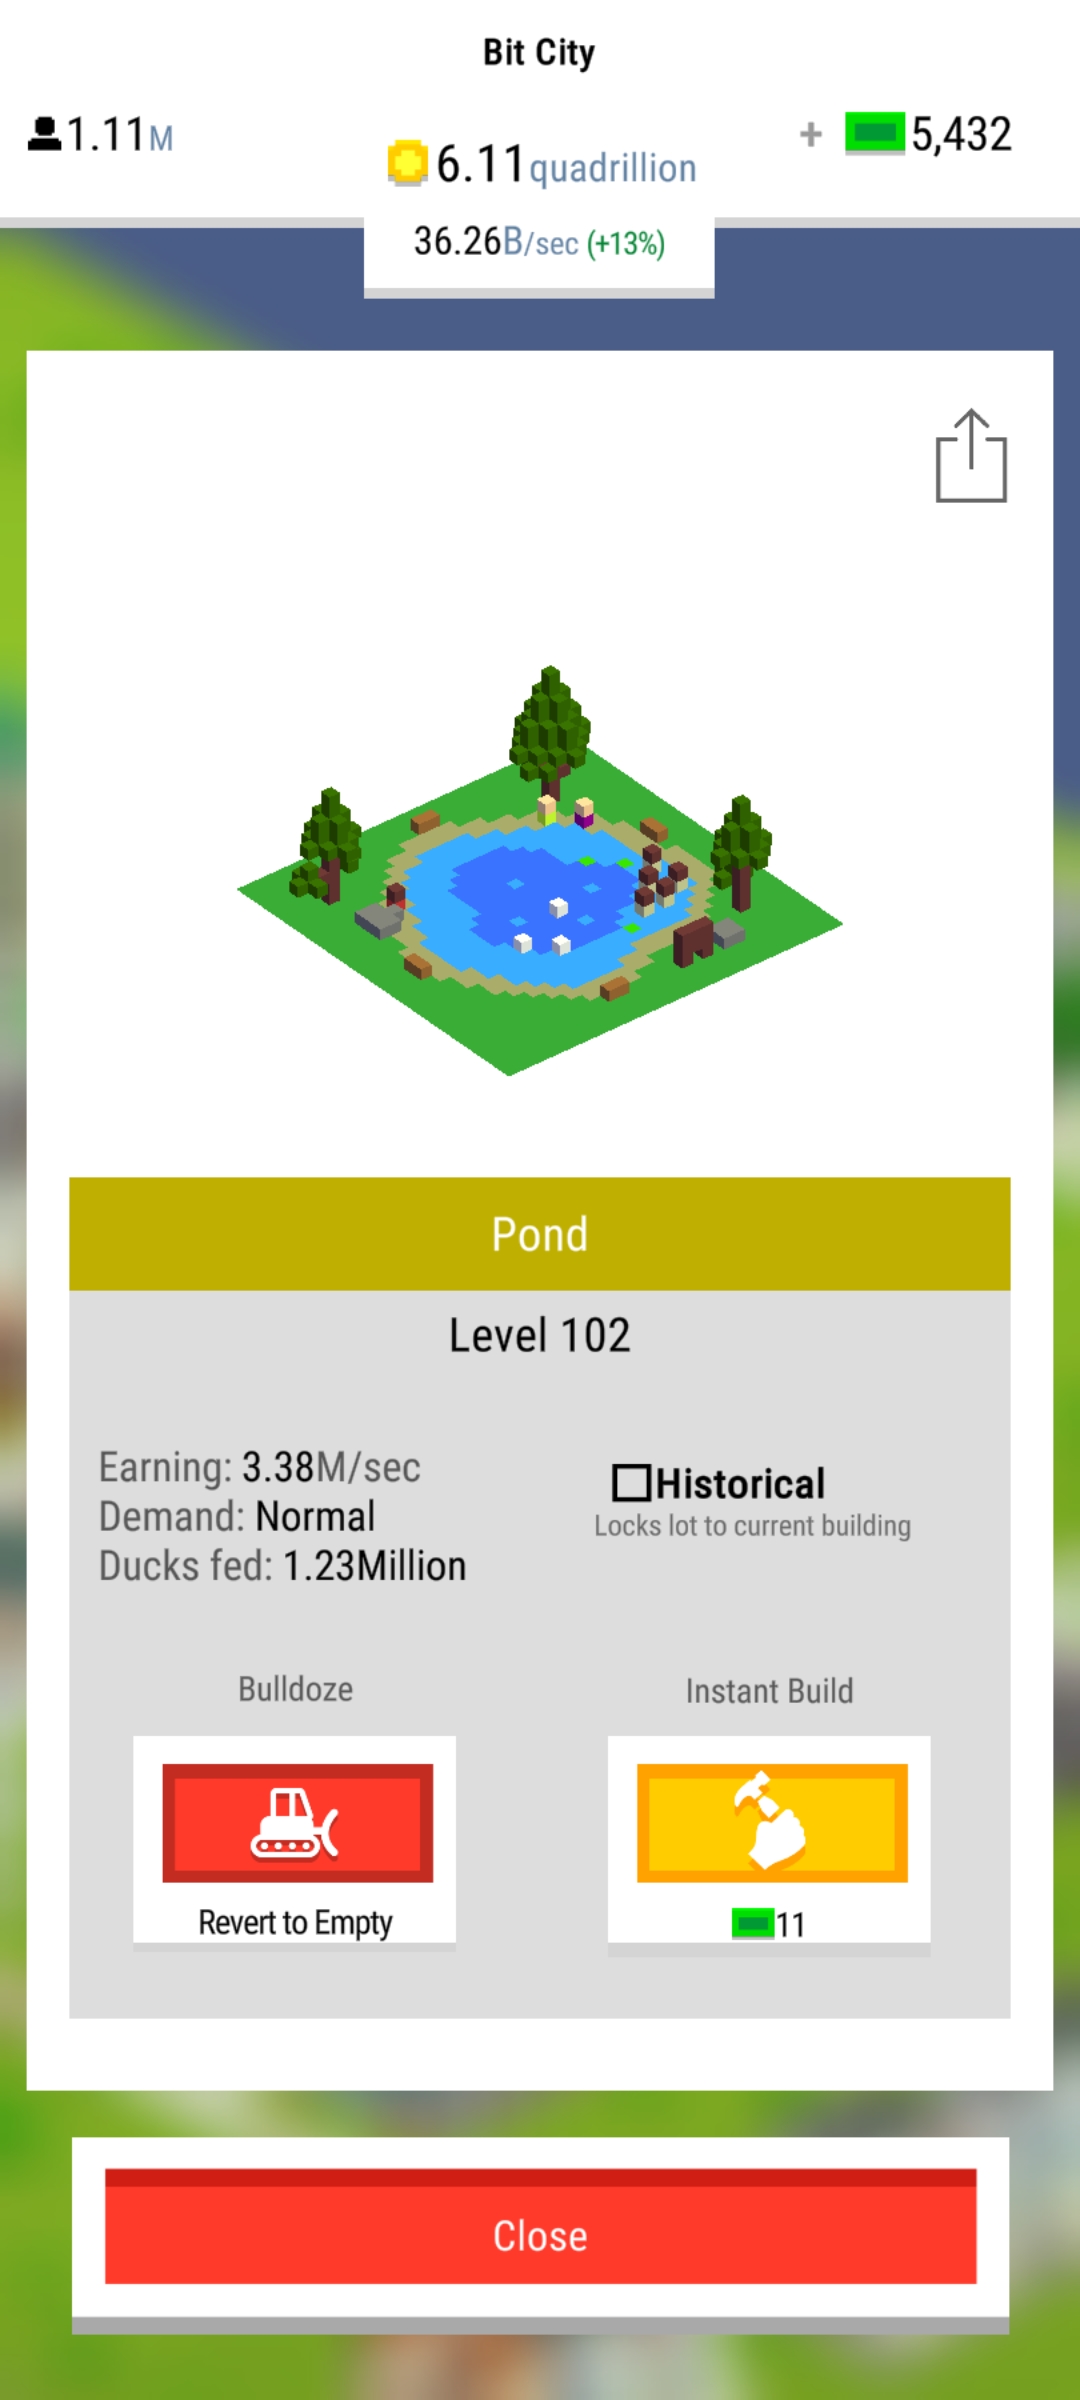 Bit City
1.11M
6.11quadrillion
+ 5,432
36.26B/sec (+13%)
Pond
Level 102
Earning: 3.38M/sec
Demand: Normal
Ducks fed: 1.23Million
Historical
Locks lot to current building
Bulldoze
Instant Build
Revert to Empty
11
Close